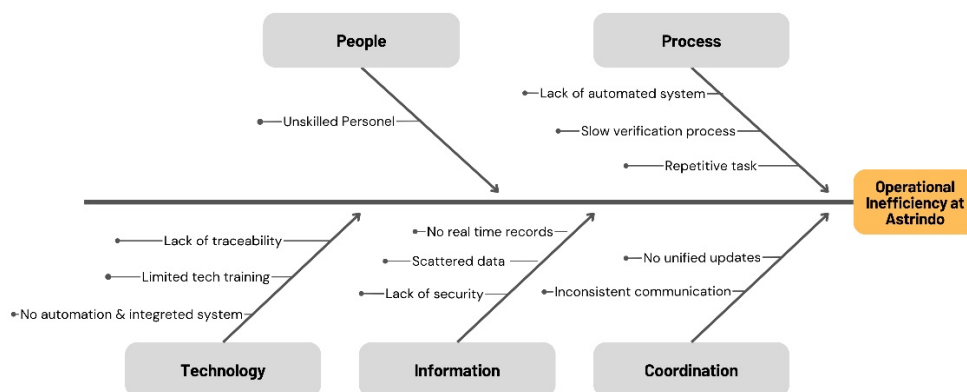 People
Process
Lack of automated system
Unskilled Personel
Slow verification process
Repetitive task
Operational
Inefficiency at
Astrindo
No real time records
Lack of traceability
No unified updates
Scattered data
Limited tech training
Lack of security
Inconsistent communication
No automation & integreted system
Technology
Information
Coordination